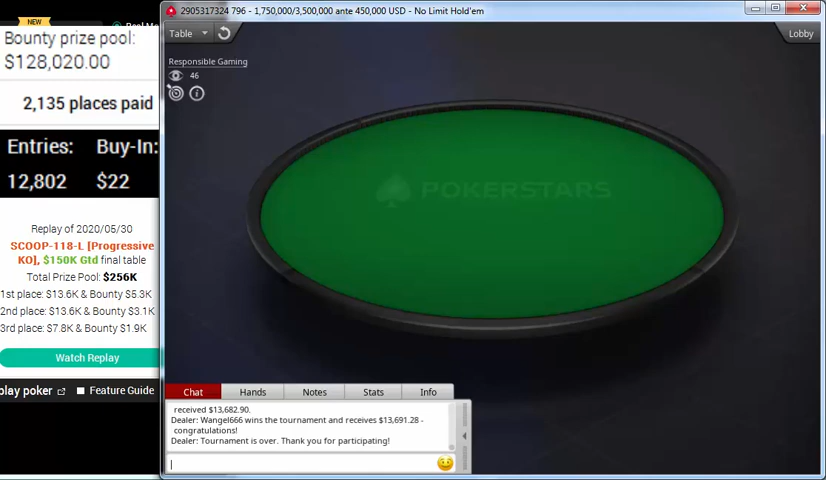 2905317324 796 - 1,750,000/3,500,000 ante 450,000 USD - No Limit Hold'em
Table
Lobby
Responsible Gaming
46
NEW
Bounty prize pool:
$128,020.00
2,135 places paid
Entries: Buy-In:
12,802 $22
Replay of 2020/05/30
SCOOP-118-L [Progressive
KO], $150K Gtd final table
Total Prize Pool: $256K
1st place: $13.6K & Bounty $5.3K
2nd place: $13.6K & Bounty $3.1K
3rd place: $7.8K & Bounty $1.9K
Watch Replay
play poker Feature Guide
POKERSTARS
Chat Hands Notes Stats Info
received $13,682.90.
Dealer: Wangel666 wins the tournament and receives $13,691.28 -
congratulations!
Dealer: Tournament is over. Thank you for participating!